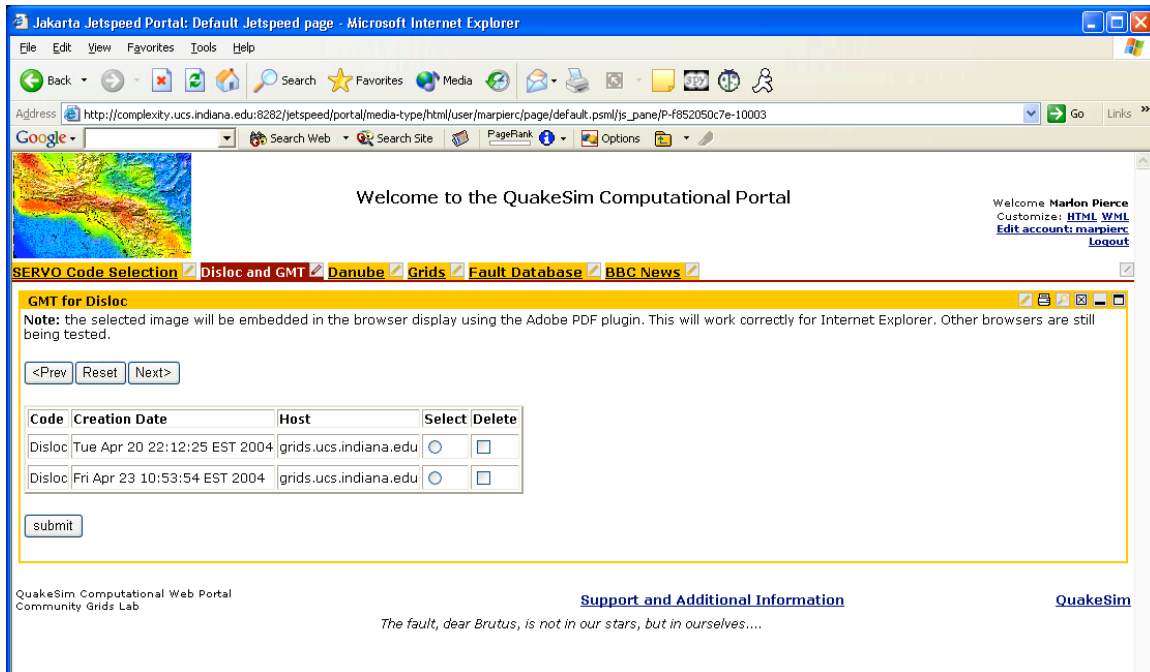 Jakarta Jetspeed Portal: Default Jetspeed page - Microsoft Internet Explorer
File Edit View Favorites Tools Help
Back Search Favorites Media SPY
Address http://complexity.ucs.indiana.edu:8282/jetspeed/portal/media-type/html/user/marpierc/page/default.psml/js_pane/P-f852050c7e-10003 Go Links »
Google Search Web Search Site PageRank Options
Welcome to the QuakeSim Computational Portal
Welcome Marlon Pierce
Customize: HTML WML
Edit account: marpierc
Logout
SERVO Code Selection Disloc and GMT Danube Grids Fault Database BBC News
GMT for Disloc
Note: the selected image will be embedded in the browser display using the Adobe PDF plugin. This will work correctly for Internet Explorer. Other browsers are still
being tested.
<Prev Reset Next>
Code Creation Date Host Select Delete
Disloc Tue Apr 20 22:12:25 EST 2004 grids.ucs.indiana.edu
Disloc Fri Apr 23 10:53:54 EST 2004 grids.ucs.indiana.edu
submit
QuakeSim Computational Web Portal
Community Grids Lab
Support and Additional Information
QuakeSim
The fault, dear Brutus, is not in our stars, but in ourselves....